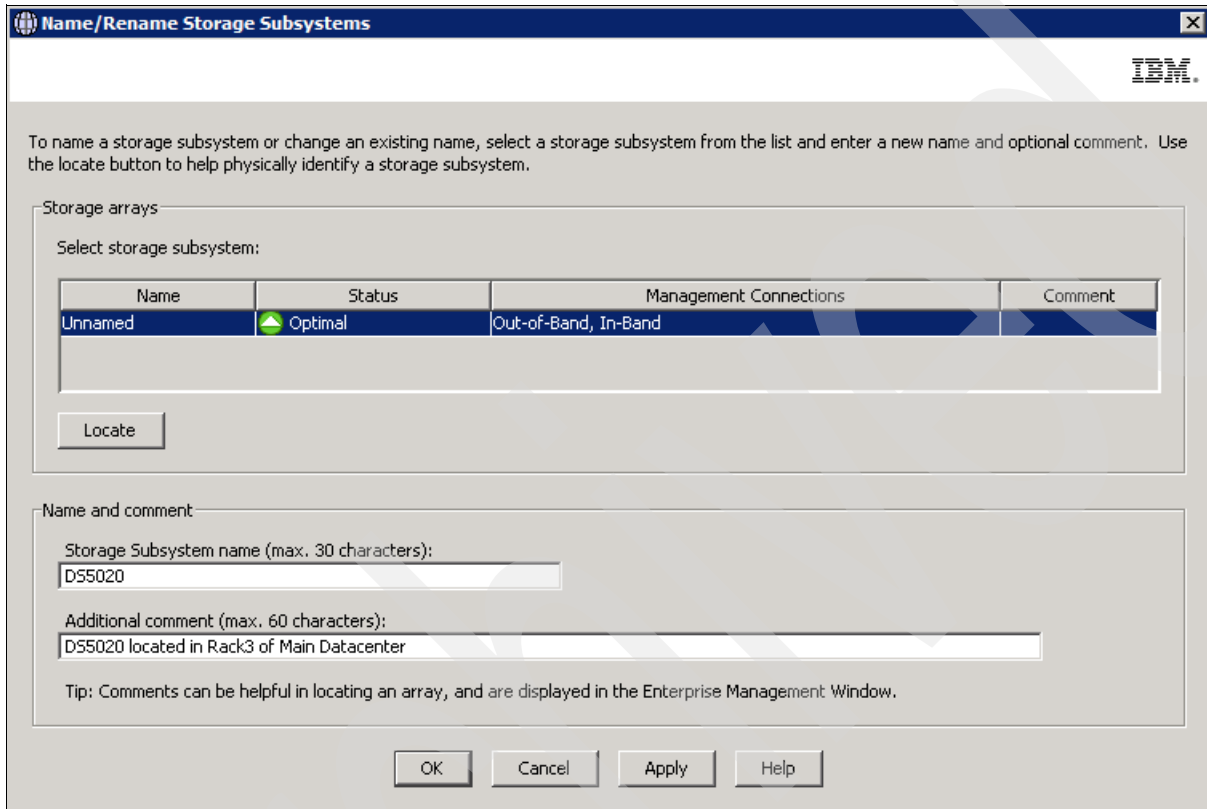 Name/Rename Storage Subsystems
IBM.
To name a storage subsystem or change an existing name, select a storage subsystem from the list and enter a new name and optional comment. Use
the locate button to help physically identify a storage subsystem.
Storage arrays
Select storage subsystem:
Name Status Management Connections Comment
Unnamed Optimal Out-of-Band, In-Band
Locate
Name and comment
Storage Subsystem name (max. 30 characters):
DS5020
Additional comment (max. 60 characters):
DS5020 located in Rack3 of Main Datacenter
Tip: Comments can be helpful in locating an array, and are displayed in the Enterprise Management Window.
OK Cancel Apply Help